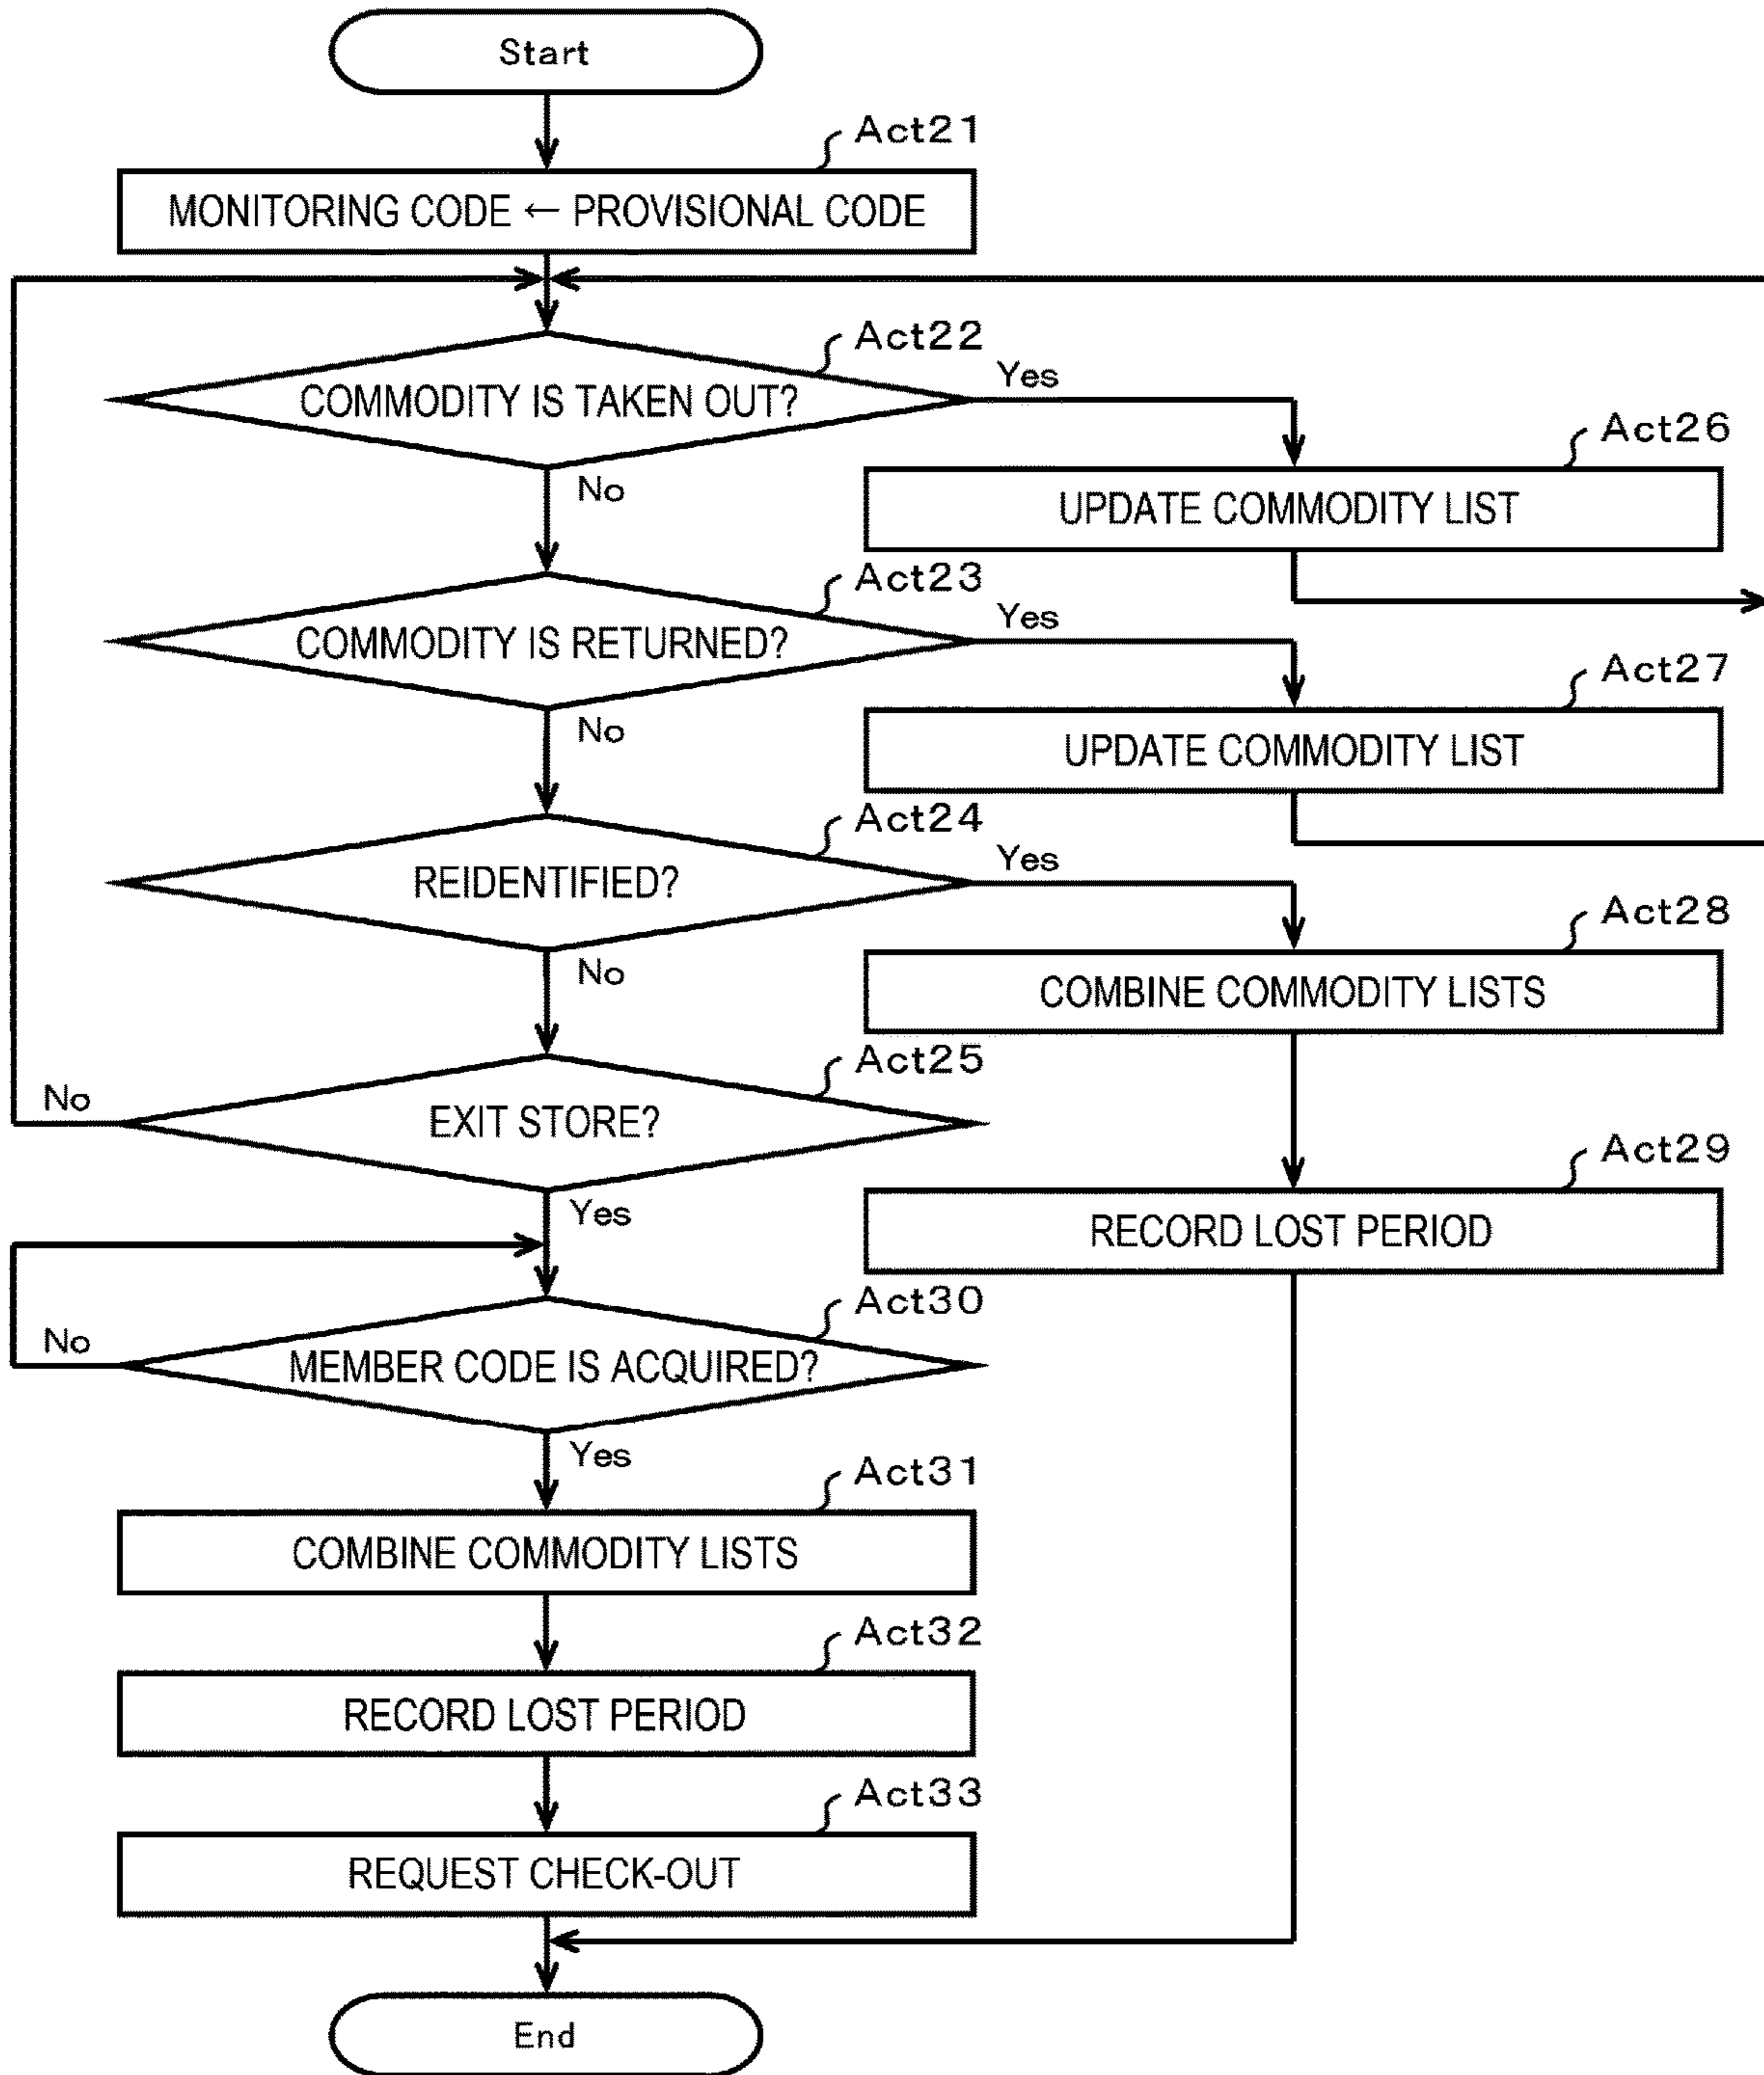 Start
Act21
MONITORING CODE ← PROVISIONAL CODE
Act22
COMMODITY IS TAKEN OUT?
Yes
No
Act26
UPDATE COMMODITY LIST
Act23
COMMODITY IS RETURNED?
Yes
No
Act27
UPDATE COMMODITY LIST
Act24
REIDENTIFIED?
Yes
No
Act28
COMBINE COMMODITY LISTS
Act25
EXIT STORE?
No
Yes
Act29
RECORD LOST PERIOD
Act30
MEMBER CODE IS ACQUIRED?
No
Yes
Act31
COMBINE COMMODITY LISTS
Act32
RECORD LOST PERIOD
Act33
REQUEST CHECK-OUT
End